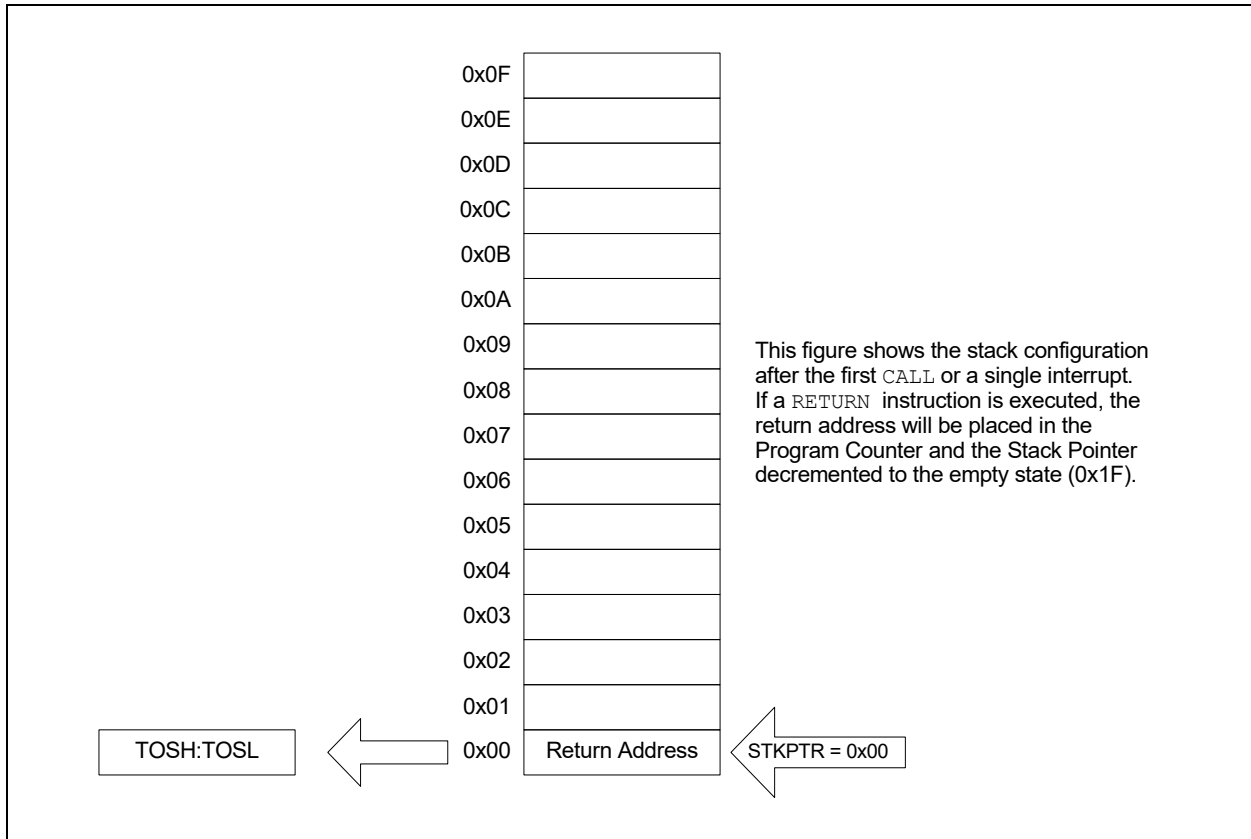 0x0F
0x0E
0x0D
0x0C
0x0B
0x0A
0x09
0x08
0x07
0x06
0x05
0x04
0x03
0x02
0x01
This figure shows the stack configuration
after the first CALL or a single interrupt.
If a RETURN instruction is executed, the
return address will be placed in the
Program Counter and the Stack Pointer
decremented to the empty state (0x1F).
TOSH:TOSL
0x00
Return Address
STKPTR = 0x00